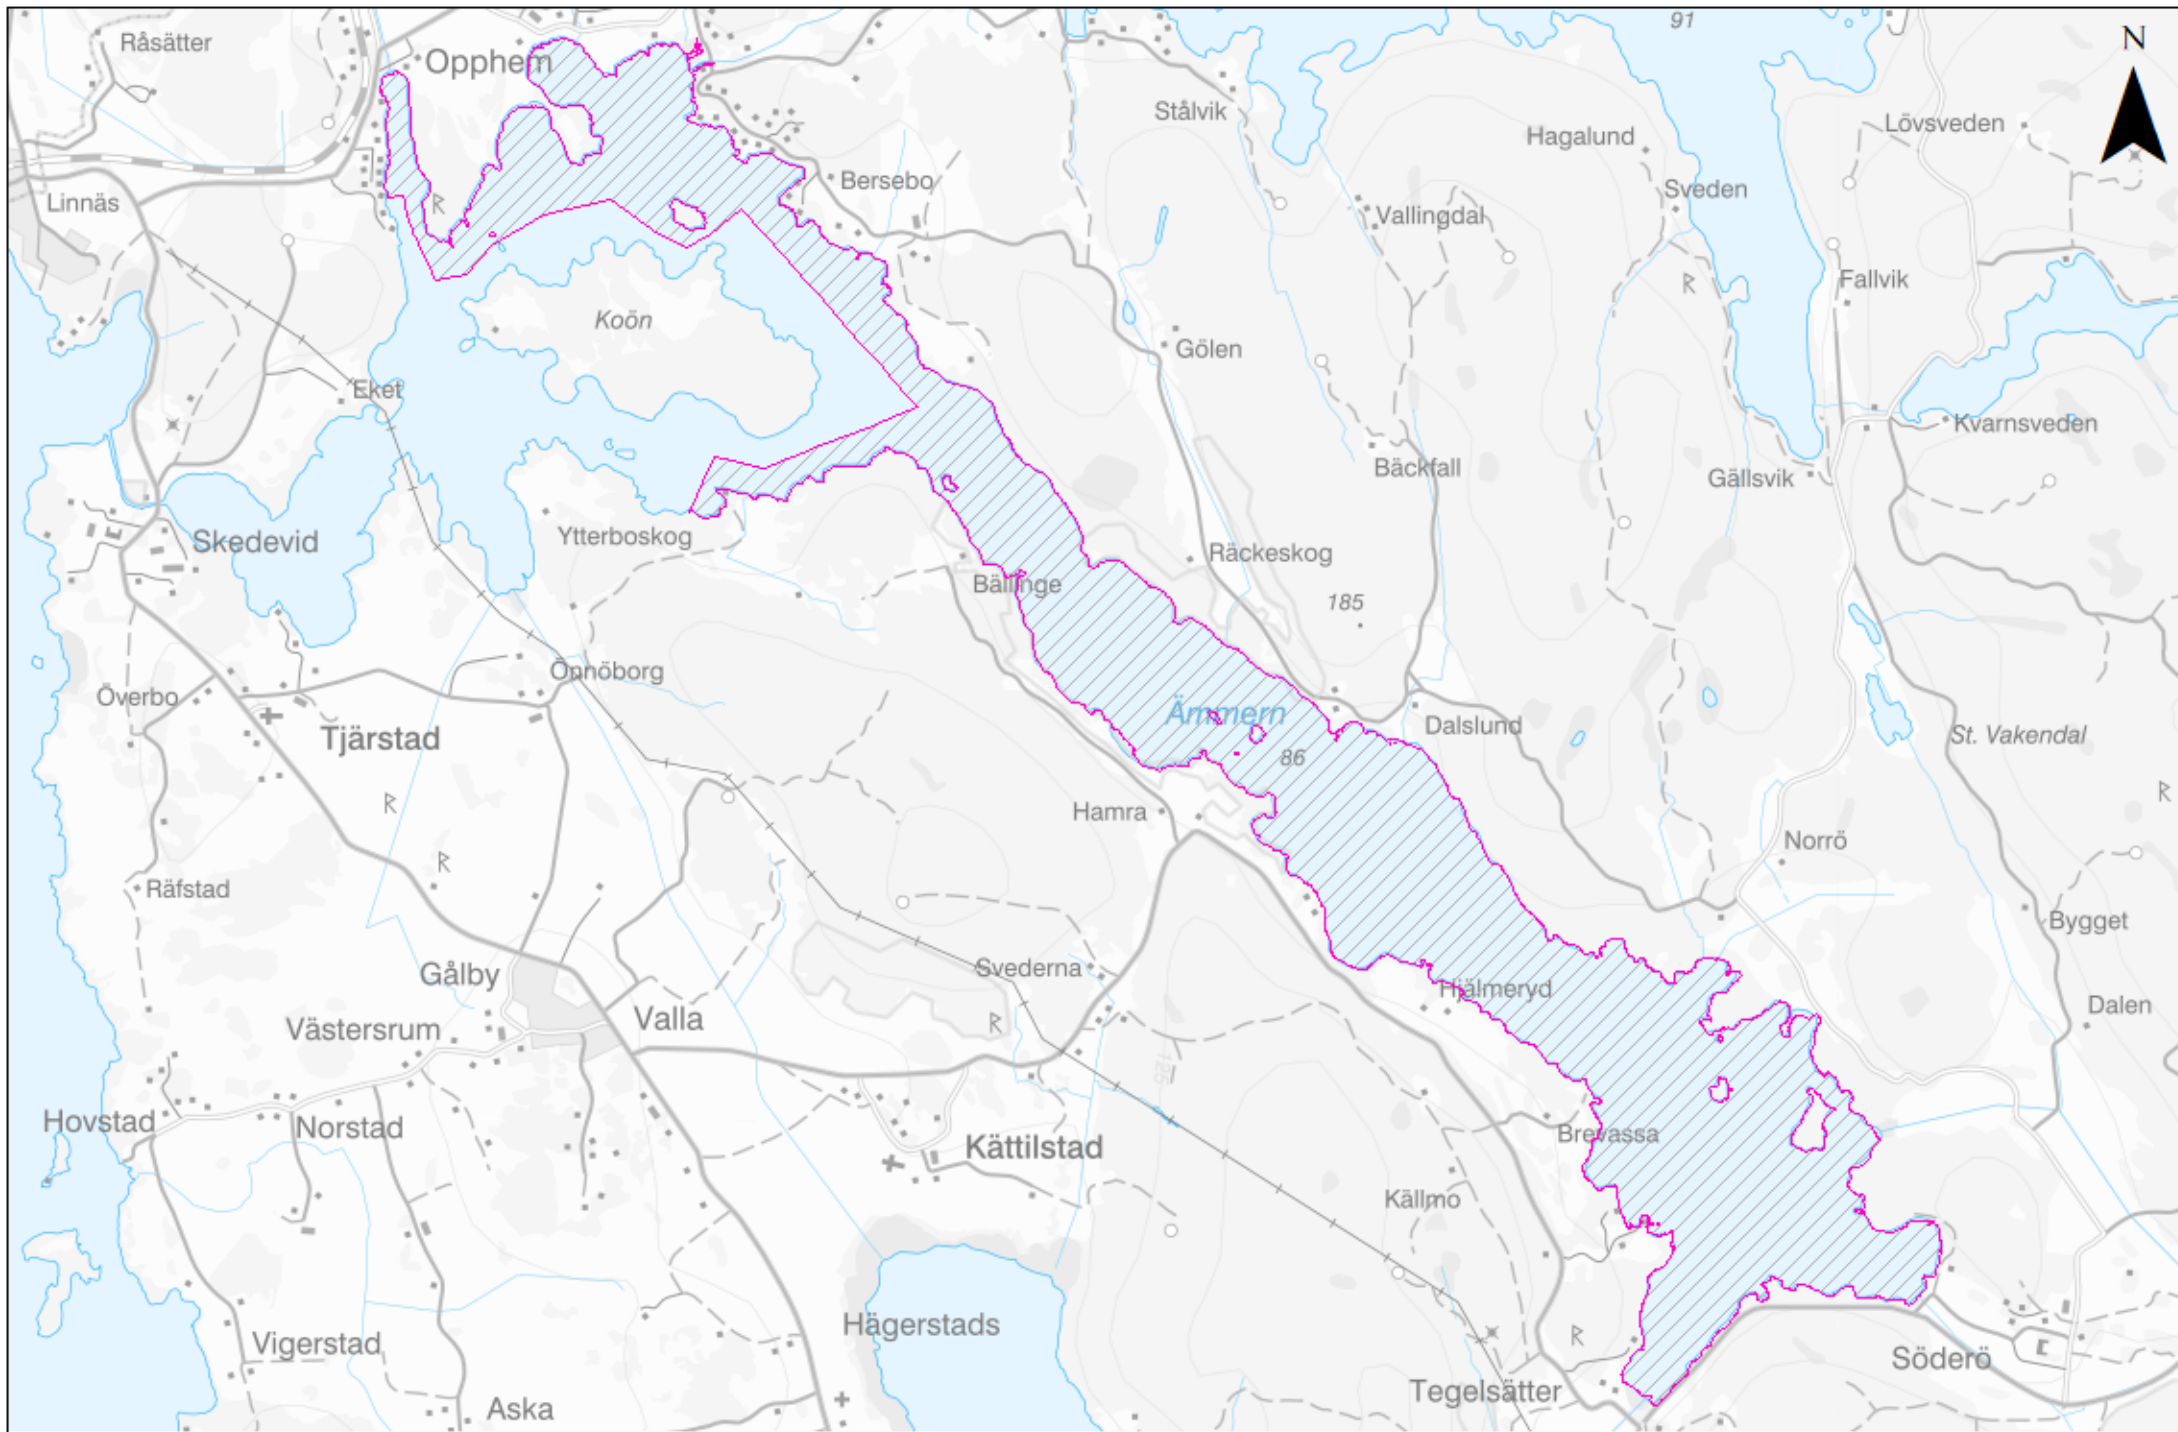 91
N
Råsätter
Opphem
Stålvik
Lövsveden
Hagalund
Bersebo
Sveden
Linnäs
R
Vallingdal
Fallvik
R
Koön
Gölen
Eket
Kvarnsveden
Bäckfall
Gällsvik
Ytterboskog
Skedevid
Räckeskog
Bällinge
185
Önnöborg
Överbo
Ämmern
Dalslund
Tjärstad
St. Vakendal
86
R
R
Hamra
Norrö
R
Räfstad
Bygget
Svederna
Gålby
Hjälmeryd
Dalen
Valla
R
Västersrum
125
Hovstad
Norstad
Brevassa
Kättilstad
Källmo
Hägerstads
R
Vigerstad
Söderö
Tegelsätter
Aska